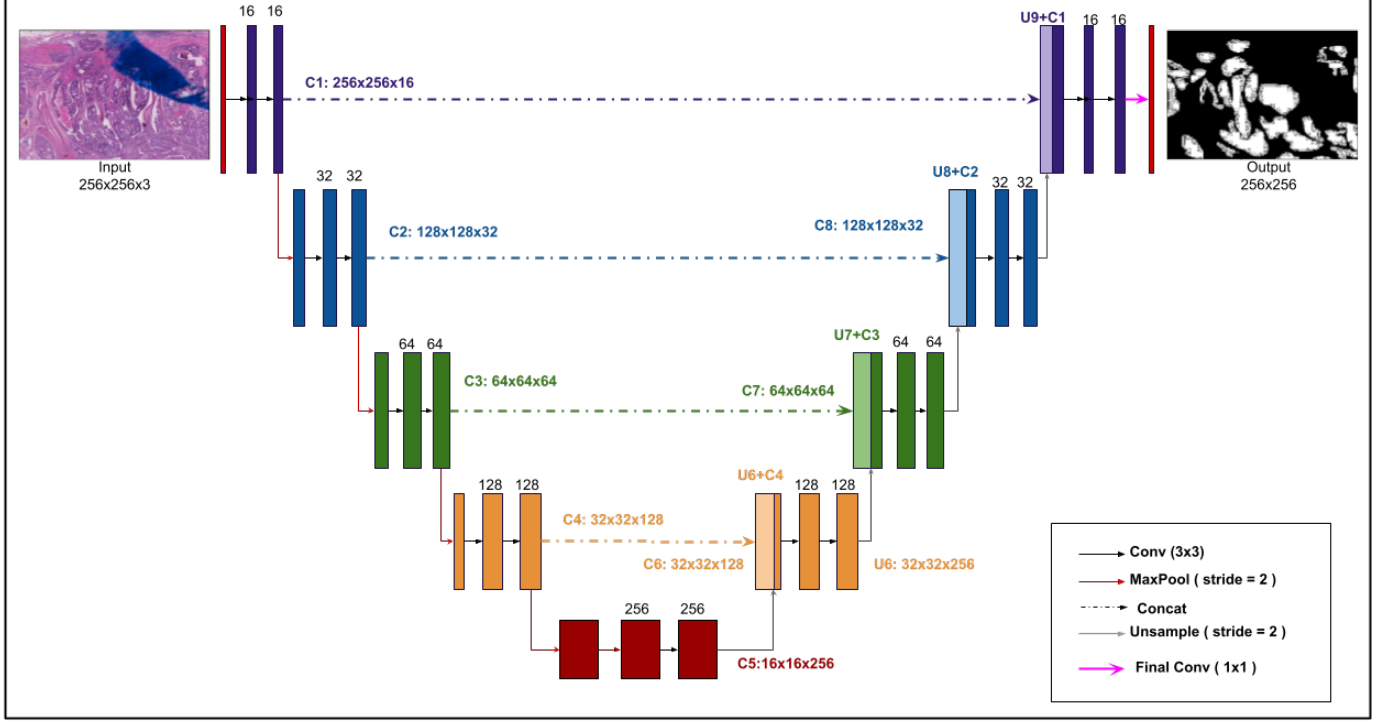 16 16
U9+C1
16 16
C1: 256x256x16
Input
256x256x3
Output
256x256
32 32
U8+C2
32 32
C2: 128x128x32
C8: 128x128x32
64 64
U7+C3
64 64
C3: 64x64x64
C7: 64x64x64
128 128
U6+C4
128 128
C4: 32x32x128
C6: 32x32x128
U6: 32x32x256
256 256
C5:16x16x256
Conv (3x3)
MaxPool ( stride = 2 )
Concat
Unsample ( stride = 2 )
Final Conv ( 1x1 )